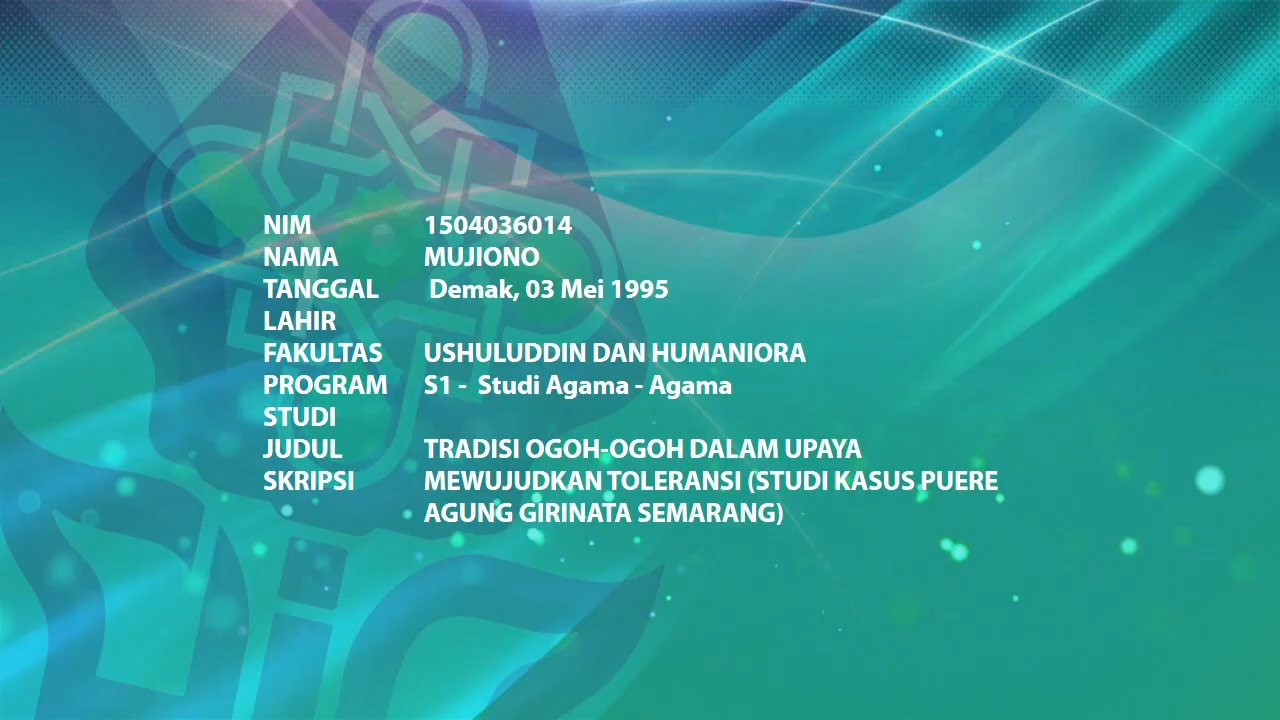 NIM 1504036014
NAMA MUJIONO
TANGGAL Demak, 03 Mei 1995
LAHIR
FAKULTAS USHULUDDIN DAN HUMANIORA
PROGRAM S1 - Studi Agama - Agama
STUDI
JUDUL TRADISI OGOH-OGOH DALAM UPAYA
SKRIPSI MEWUJUDKAN TOLERANSI (STUDI KASUS PUERE
AGUNG GIRINATA SEMARANG)